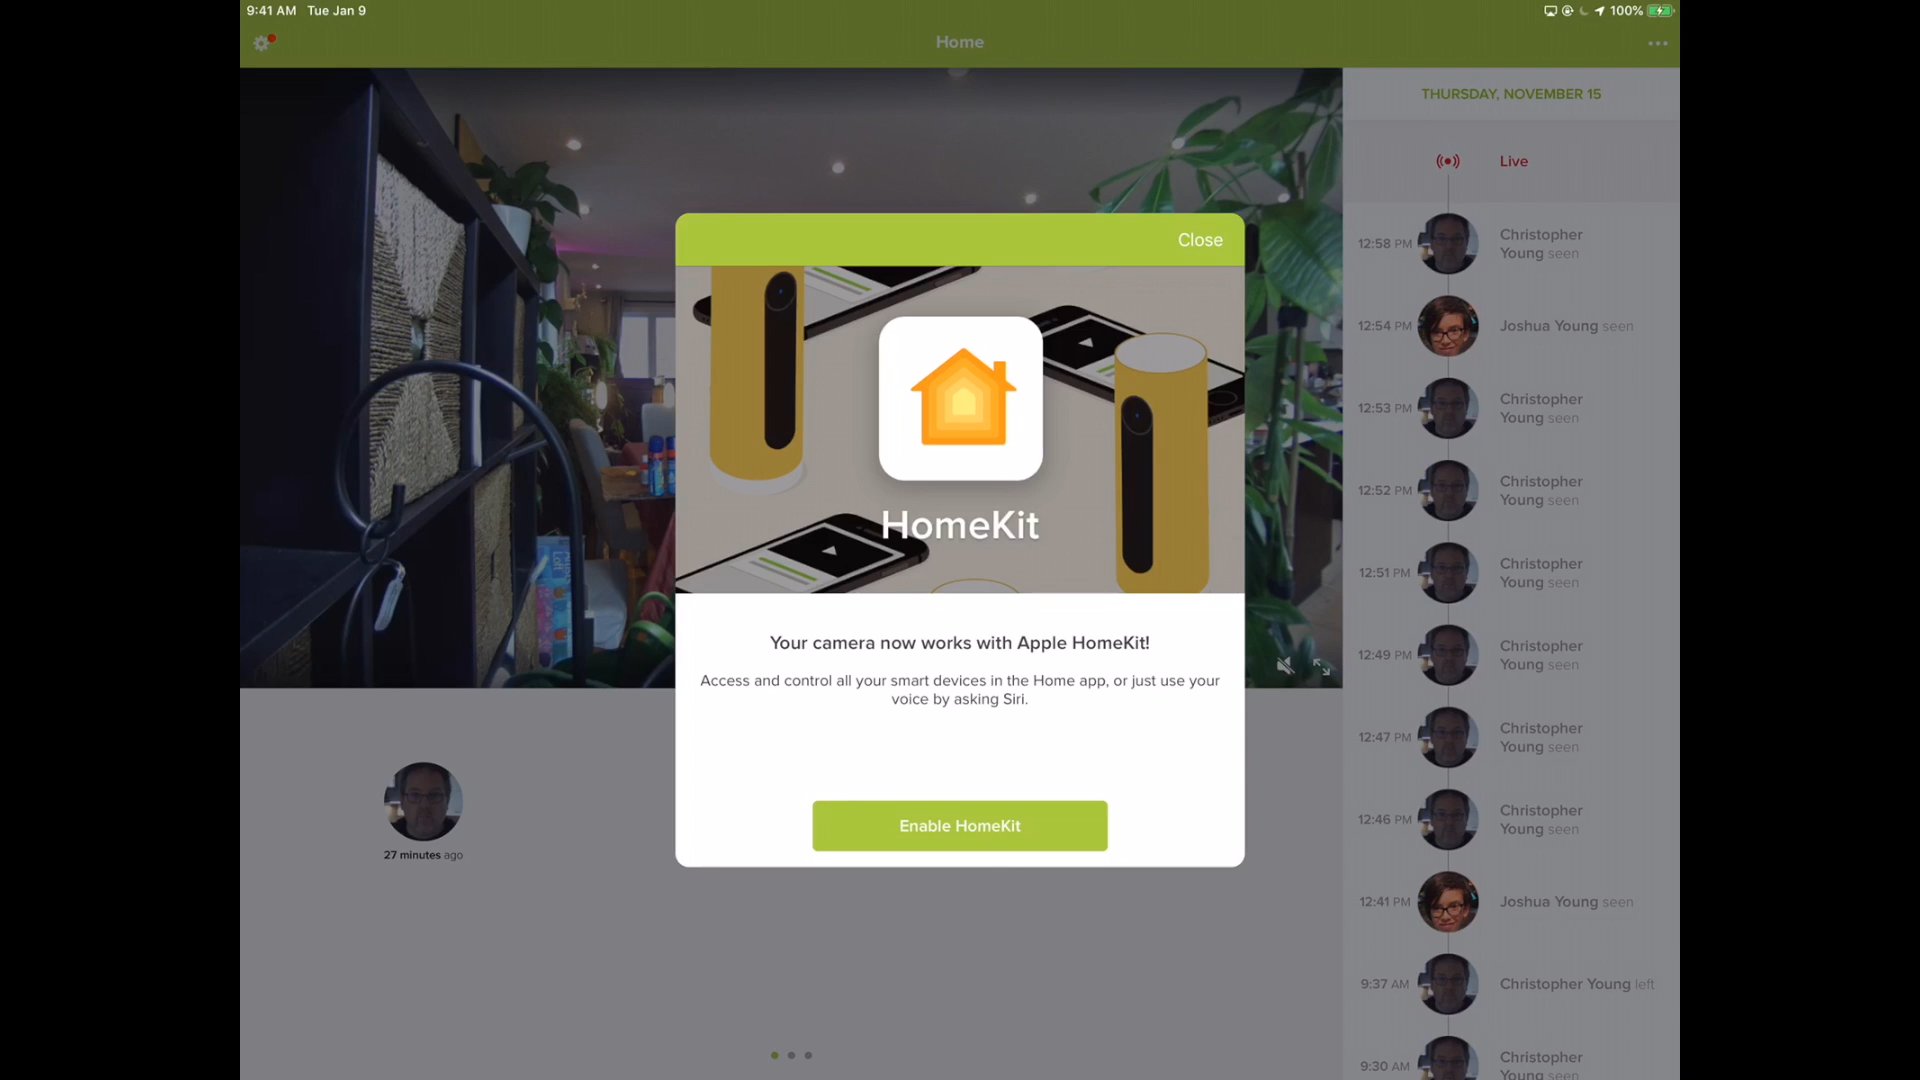 9:41 AM Tue Jan 9
100%
Home
THURSDAY, NOVEMBER 15
Live
12:58 PM
Christopher
Young seen
12:54 PM
Joshua Young seen
12:53 PM
Christopher
Young seen
12:52 PM
Christopher
Young seen
12:51 PM
Christopher
Young seen
12:49 PM
Christopher
Young seen
12:47 PM
Christopher
Young seen
12:46 PM
Christopher
Young seen
12:41 PM
Joshua Young seen
9:37 AM
Christopher Young left
9:30 AM
Christopher
Young seen
Close
HomeKit
Your camera now works with Apple HomeKit!
Access and control all your smart devices in the Home app, or just use your
voice by asking Siri.
Enable HomeKit
27 minutes ago